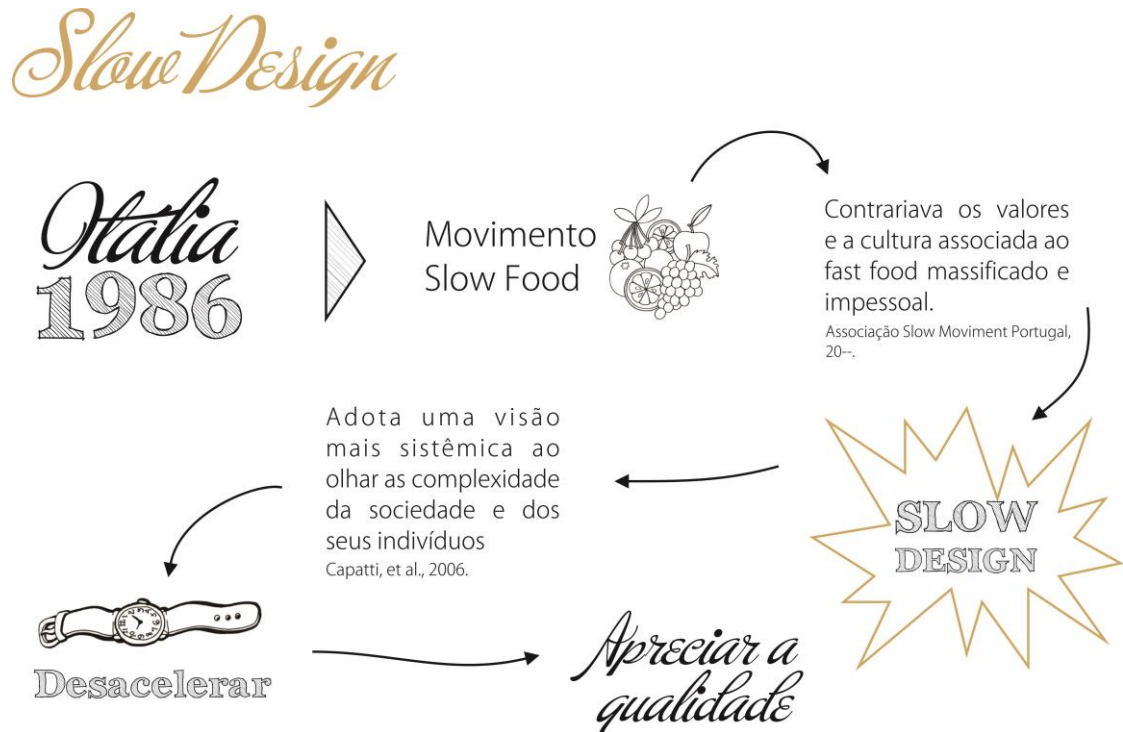 Slow Design
Itália
1986
Movimento
Slow Food
Contrariava os valores
e a cultura associada ao
fast food massificado e
impessoal.
Associação Slow Moviment Portugal,
20--.
SLOW
DESIGN
Adota uma visão
mais sistêmica ao
olhar as complexidade
da sociedade e dos
seus indivíduos
Capatti, et al., 2006.
Desacelerar
Apreciar a
qualidade